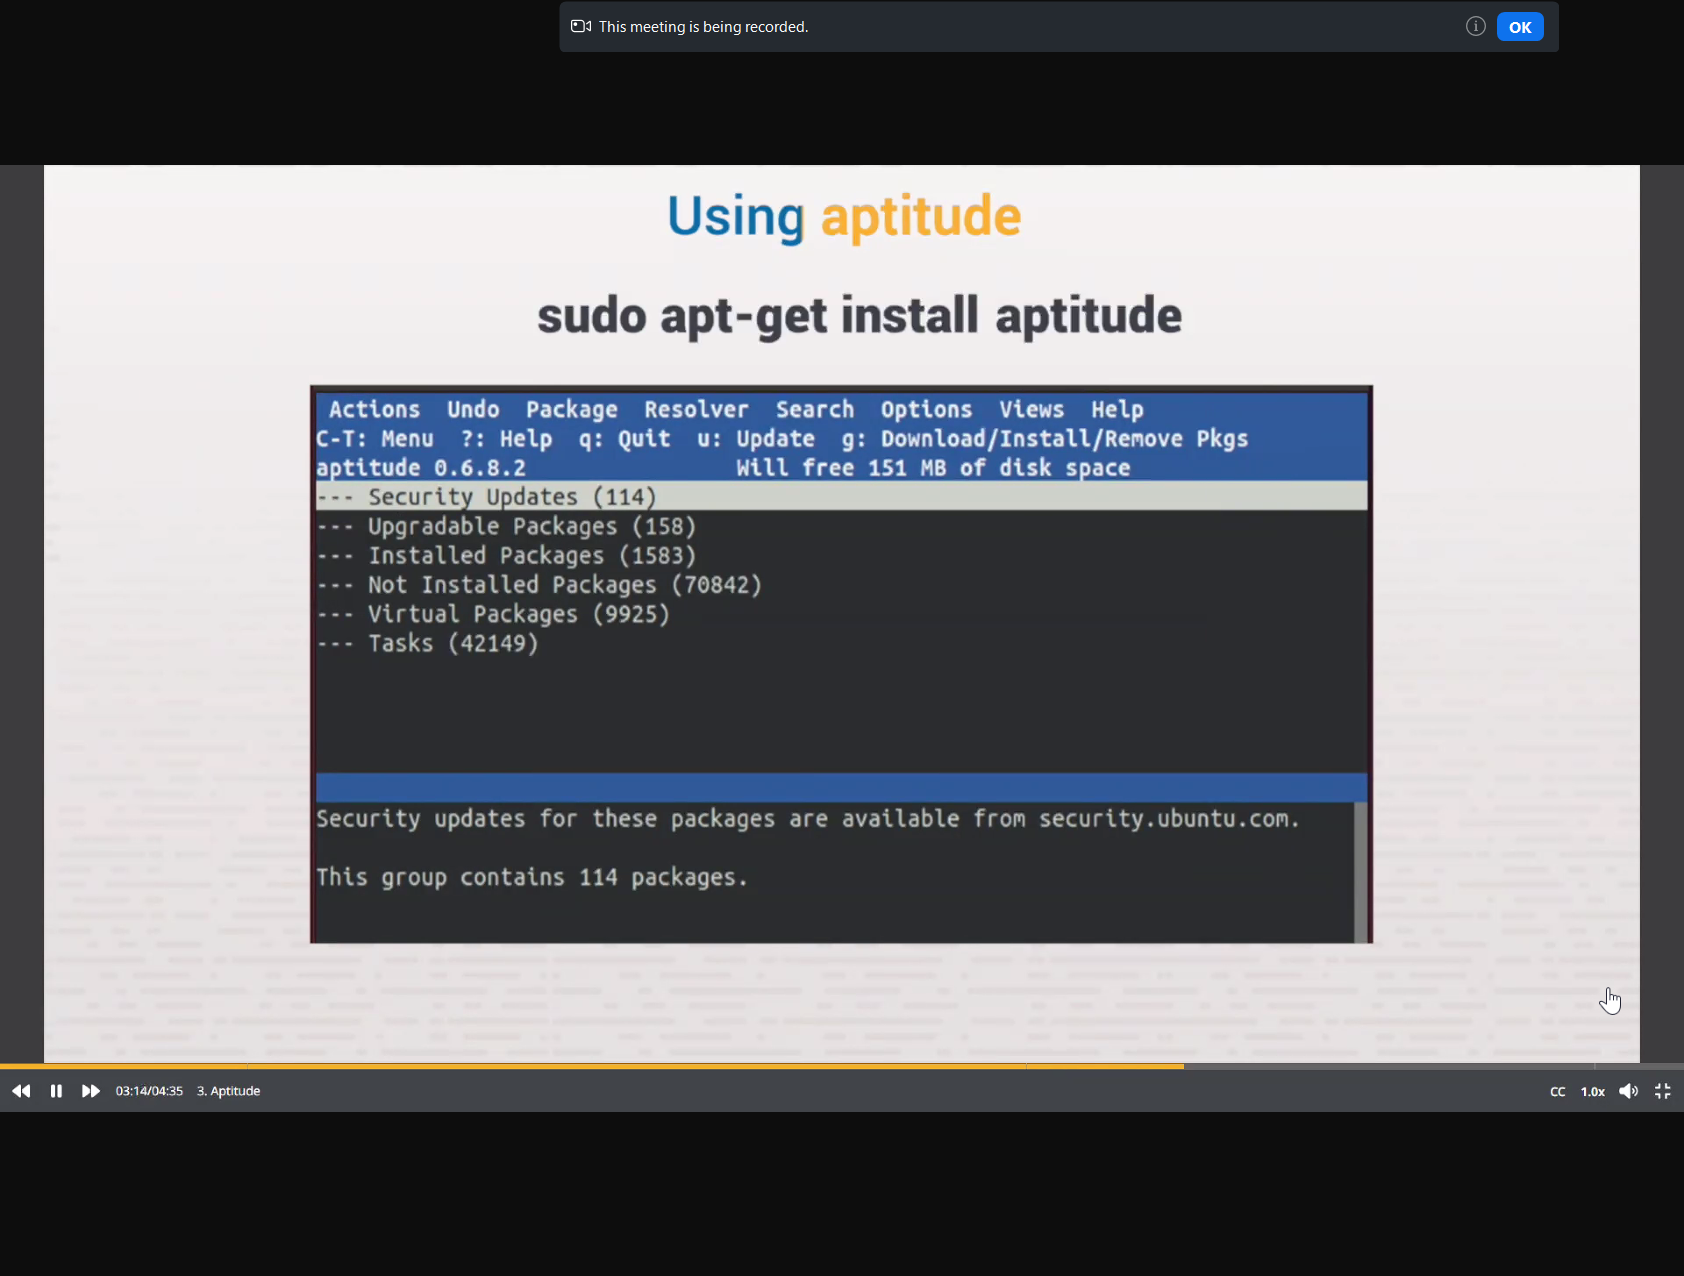 This meeting is being recorded.
OK
Using aptitude
sudo apt-get install aptitude
Actions Undo Package Resolver Search Options Views Help
C-T: Menu ?: Help q: Quit u: Update g: Download/Install/Remove Pkgs
aptitude 0.6.8.2 Will free 151 MB of disk space
--- Security Updates (114)
--- Upgradable Packages (158)
--- Installed Packages (1583)
--- Not Installed Packages (70842)
--- Virtual Packages (9925)
--- Tasks (42149)
Security updates for these packages are available from security.ubuntu.com.
This group contains 114 packages.
03:14/04:35 3. Aptitude
CC 1.0x